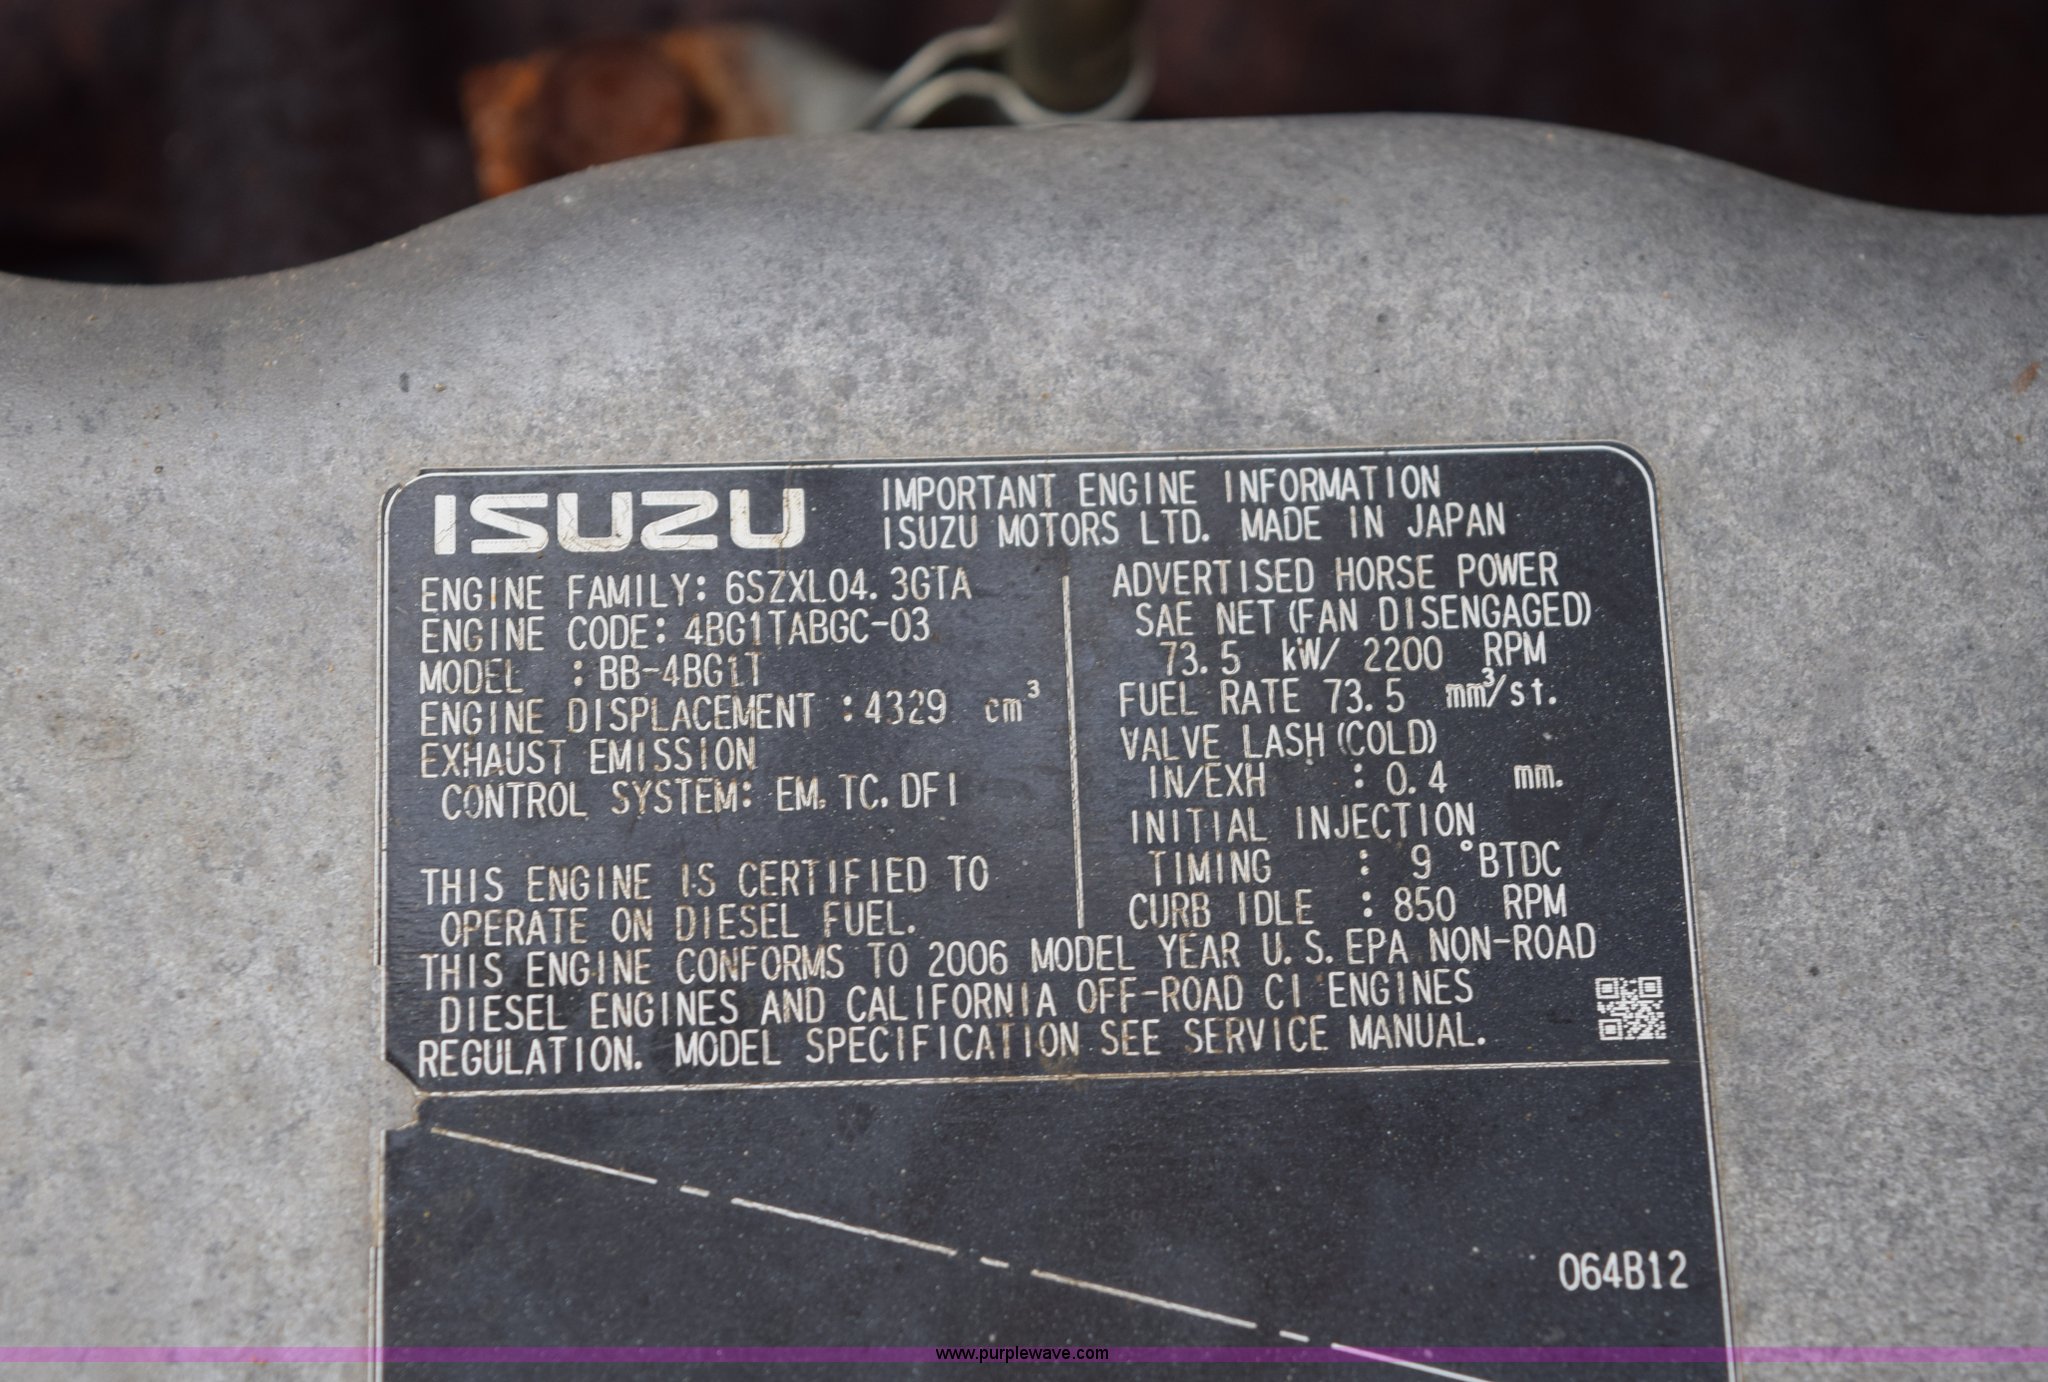 ISUZU
IMPORTANT ENGINE INFORMATION
ISUZU MOTORS LTD. MADE IN JAPAN
ENGINE FAMILY: 6SZXL04.3GTA
ENGINE CODE: 4BG1TABGC-03
MODEL : BB-4BG1T
ENGINE DISPLACEMENT :4329 cm³
EXHAUST EMISSION
CONTROL SYSTEM: EM, TC, DFI
THIS ENGINE IS CERTIFIED TO
OPERATE ON DIESEL FUEL.
ADVERTISED HORSE POWER
SAE NET (FAN DISENGAGED)
73.5 kW/ 2200 RPM
FUEL RATE 73.5 mm³/st.
VALVE LASH (COLD)
IN/EXH : 0.4 mm.
INITIAL INJECTION
TIMING : 9 °BTDC
CURB IDLE : 850 RPM
THIS ENGINE CONFORMS TO 2006 MODEL YEAR U.S.EPA NON-ROAD
DIESEL ENGINES AND CALIFORNIA OFF-ROAD CI ENGINES
REGULATION. MODEL SPECIFICATION SEE SERVICE MANUAL.
064B12
www.purplewave.com